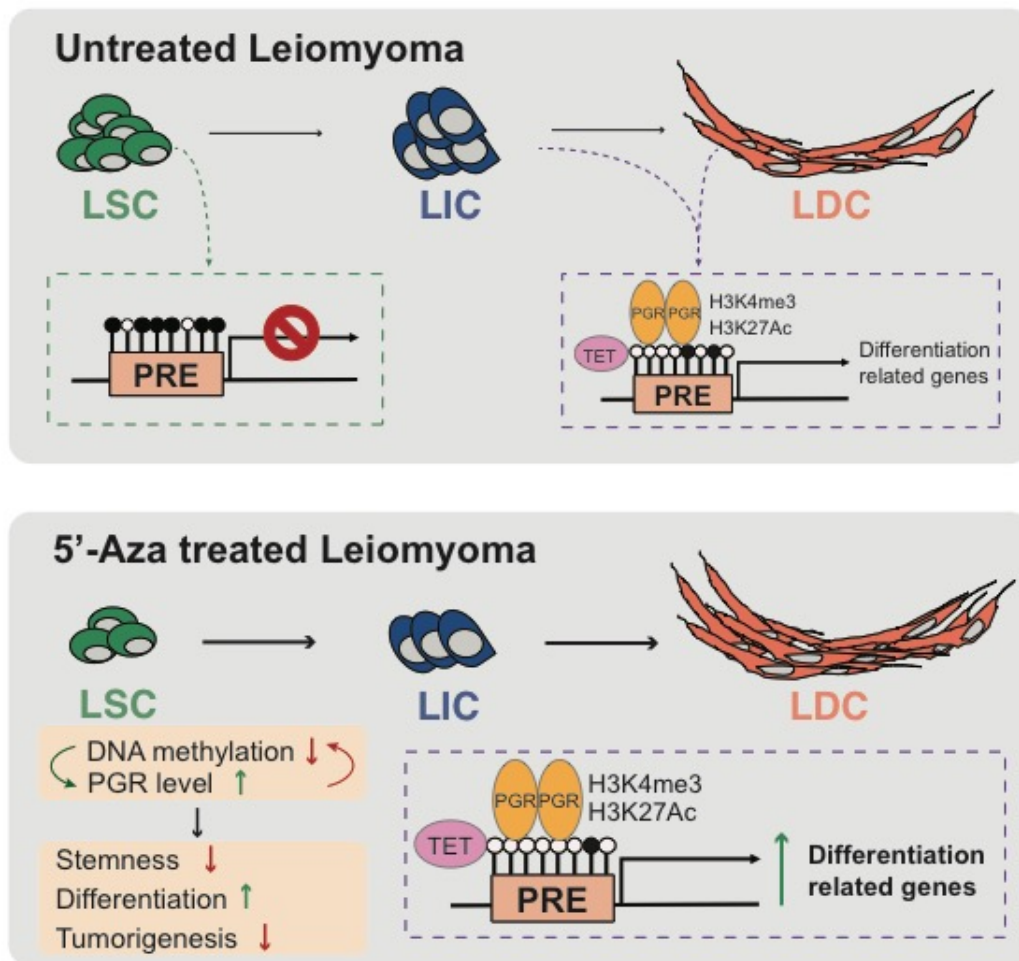 Untreated Leiomyoma
LSC
LIC
LDC
PRE
PGR PGR
H3K4me3
H3K27Ac
TET
PRE
Differentiation
related genes
5’-Aza treated Leiomyoma
LSC
LIC
LDC
DNA methylation ↓
PGR level ↑
↓
Stemness ↓
Differentiation ↑
Tumorigenesis ↓
PGR PGR
H3K4me3
H3K27Ac
TET
PRE
↑ Differentiation
related genes